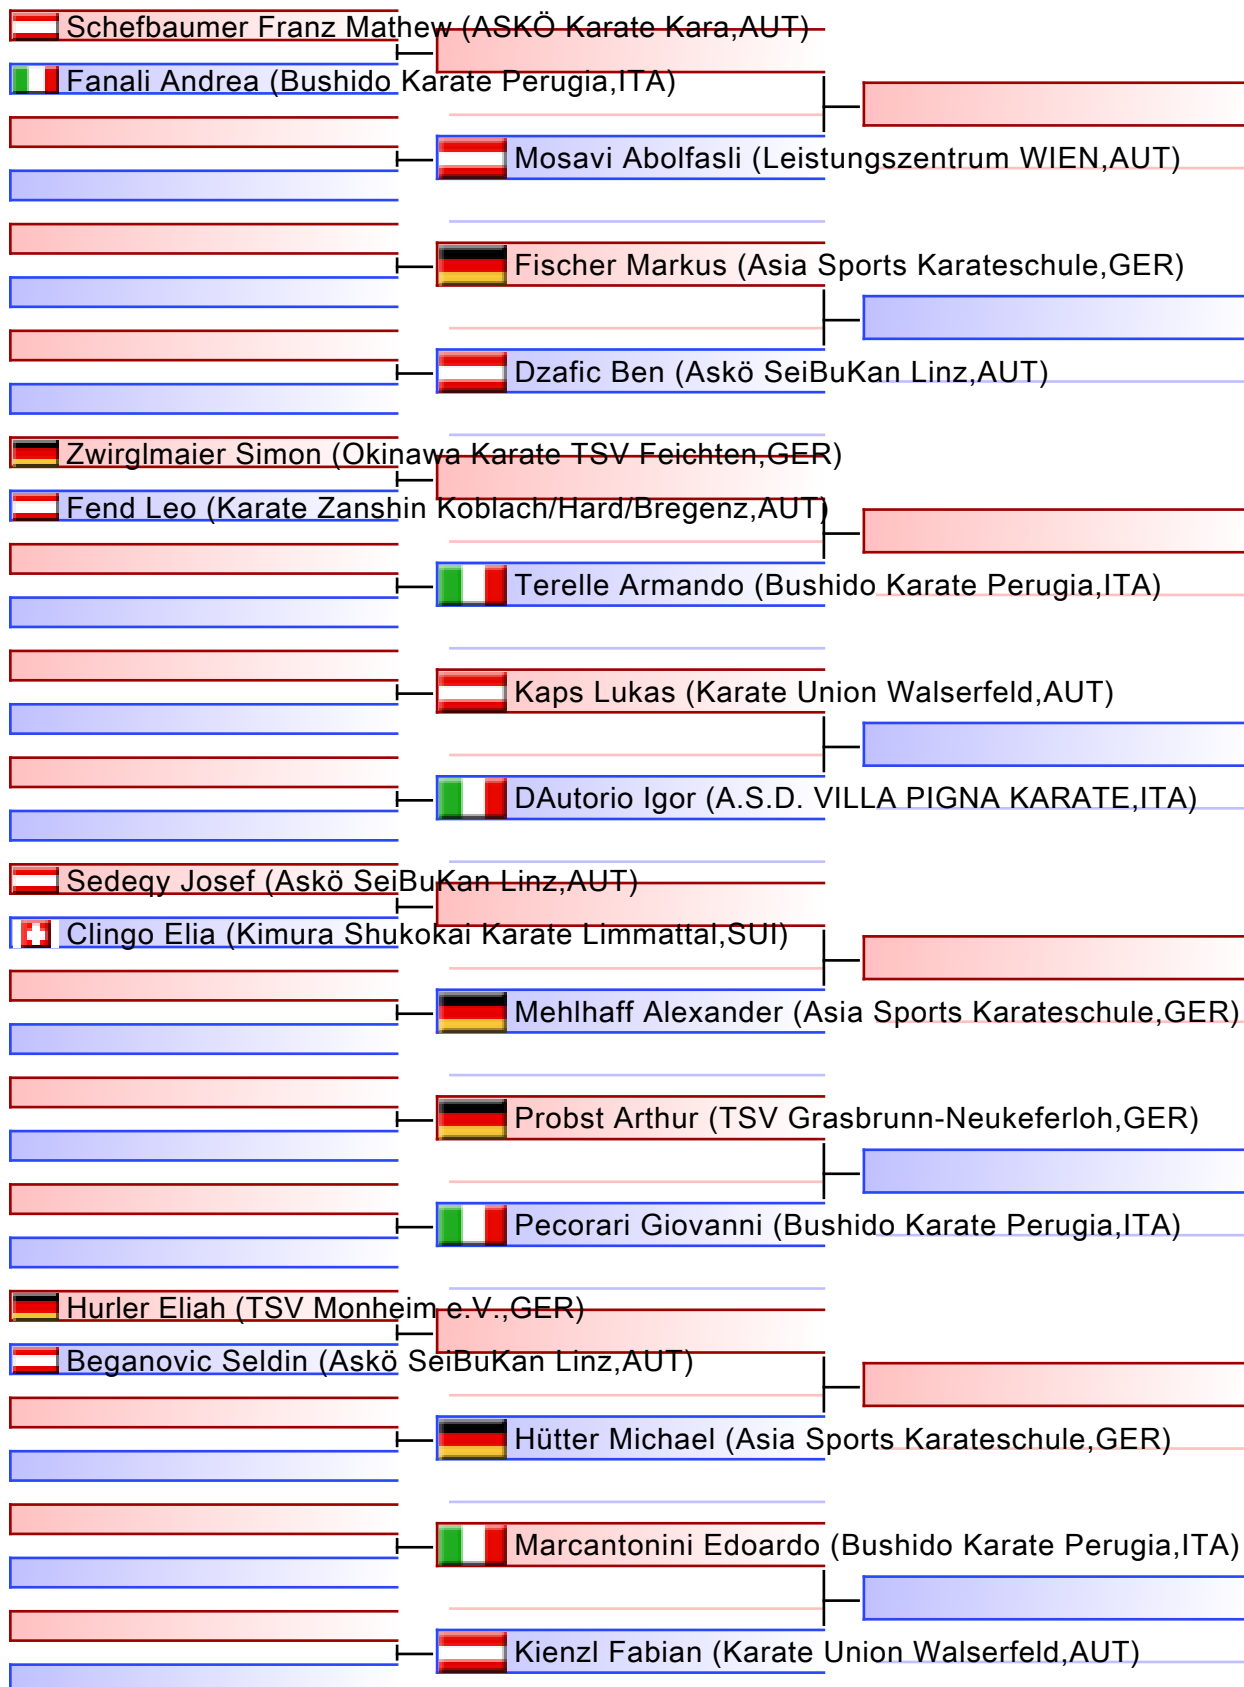 Schefbaumer Franz Mathew (ASKÖ Karate Kara,AUT)
Fanali Andrea (Bushido Karate Perugia,ITA)
Mosavi Abolfasli (Leistungszentrum WIEN,AUT)
Fischer Markus (Asia Sports Karateschule,GER)
Dzafic Ben (Askö SeiBuKan Linz,AUT)
Zwirglmaier Simon (Okinawa Karate TSV Feichten,GER)
Fend Leo (Karate Zanshin Koblach/Hard/Bregenz,AUT)
Terelle Armando (Bushido Karate Perugia,ITA)
Kaps Lukas (Karate Union Walserfeld,AUT)
DAutorio Igor (A.S.D. VILLA PIGNA KARATE,ITA)
Sedeqy Josef (Askö SeiBuKan Linz,AUT)
Clingo Elia (Kimura Shukokai Karate Limmattal,SUI)
Mehlhaff Alexander (Asia Sports Karateschule,GER)
Probst Arthur (TSV Grasbrunn-Neukeferloh,GER)
Pecorari Giovanni (Bushido Karate Perugia,ITA)
Hurler Eliah (TSV Monheim e.V.,GER)
Beganovic Seldin (Askö SeiBuKan Linz,AUT)
Hütter Michael (Asia Sports Karateschule,GER)
Marcantonini Edoardo (Bushido Karate Perugia,ITA)
Kienzl Fabian (Karate Union Walserfeld,AUT)